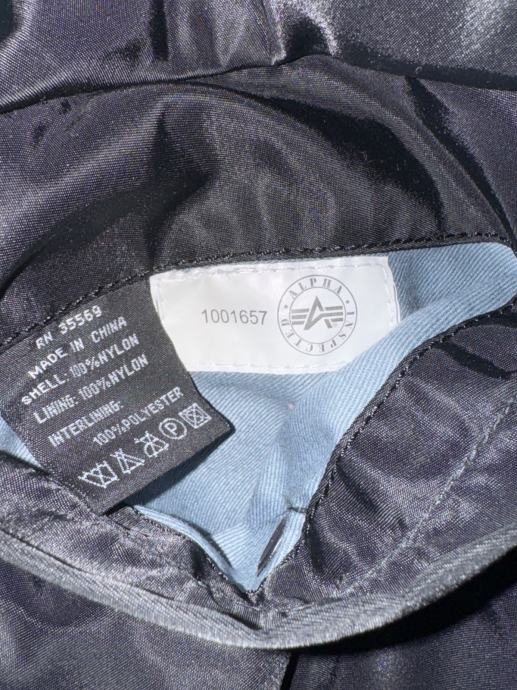 RN 35569
MADE IN CHINA
SHELL: 100%NYLON
LINING: 100%NYLON
INTERLINING:
100%POLYESTER
P
1001657
ALPHA
INSPECTED